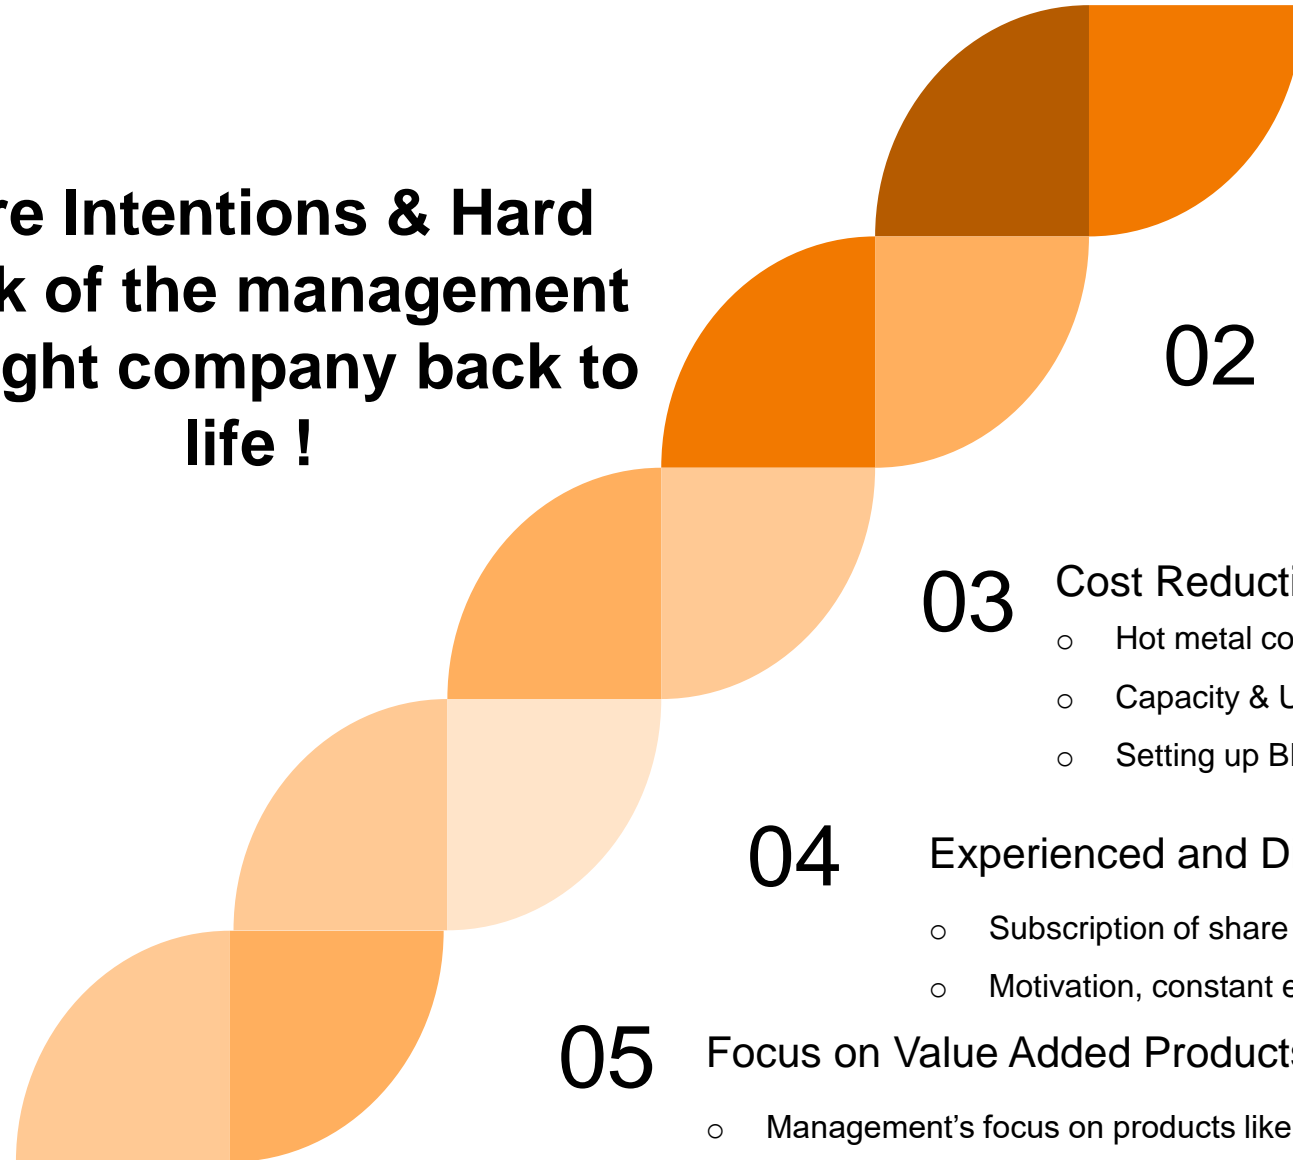 re Intentions & Hard
k of the management
ght company back to
life !
02
03
Cost Reducti
Hot metal co
Capacity & U
Setting up B
04
Experienced and D
Subscription of share
Motivation, constant e
05
Focus on Value Added Products
Management’s focus on products like